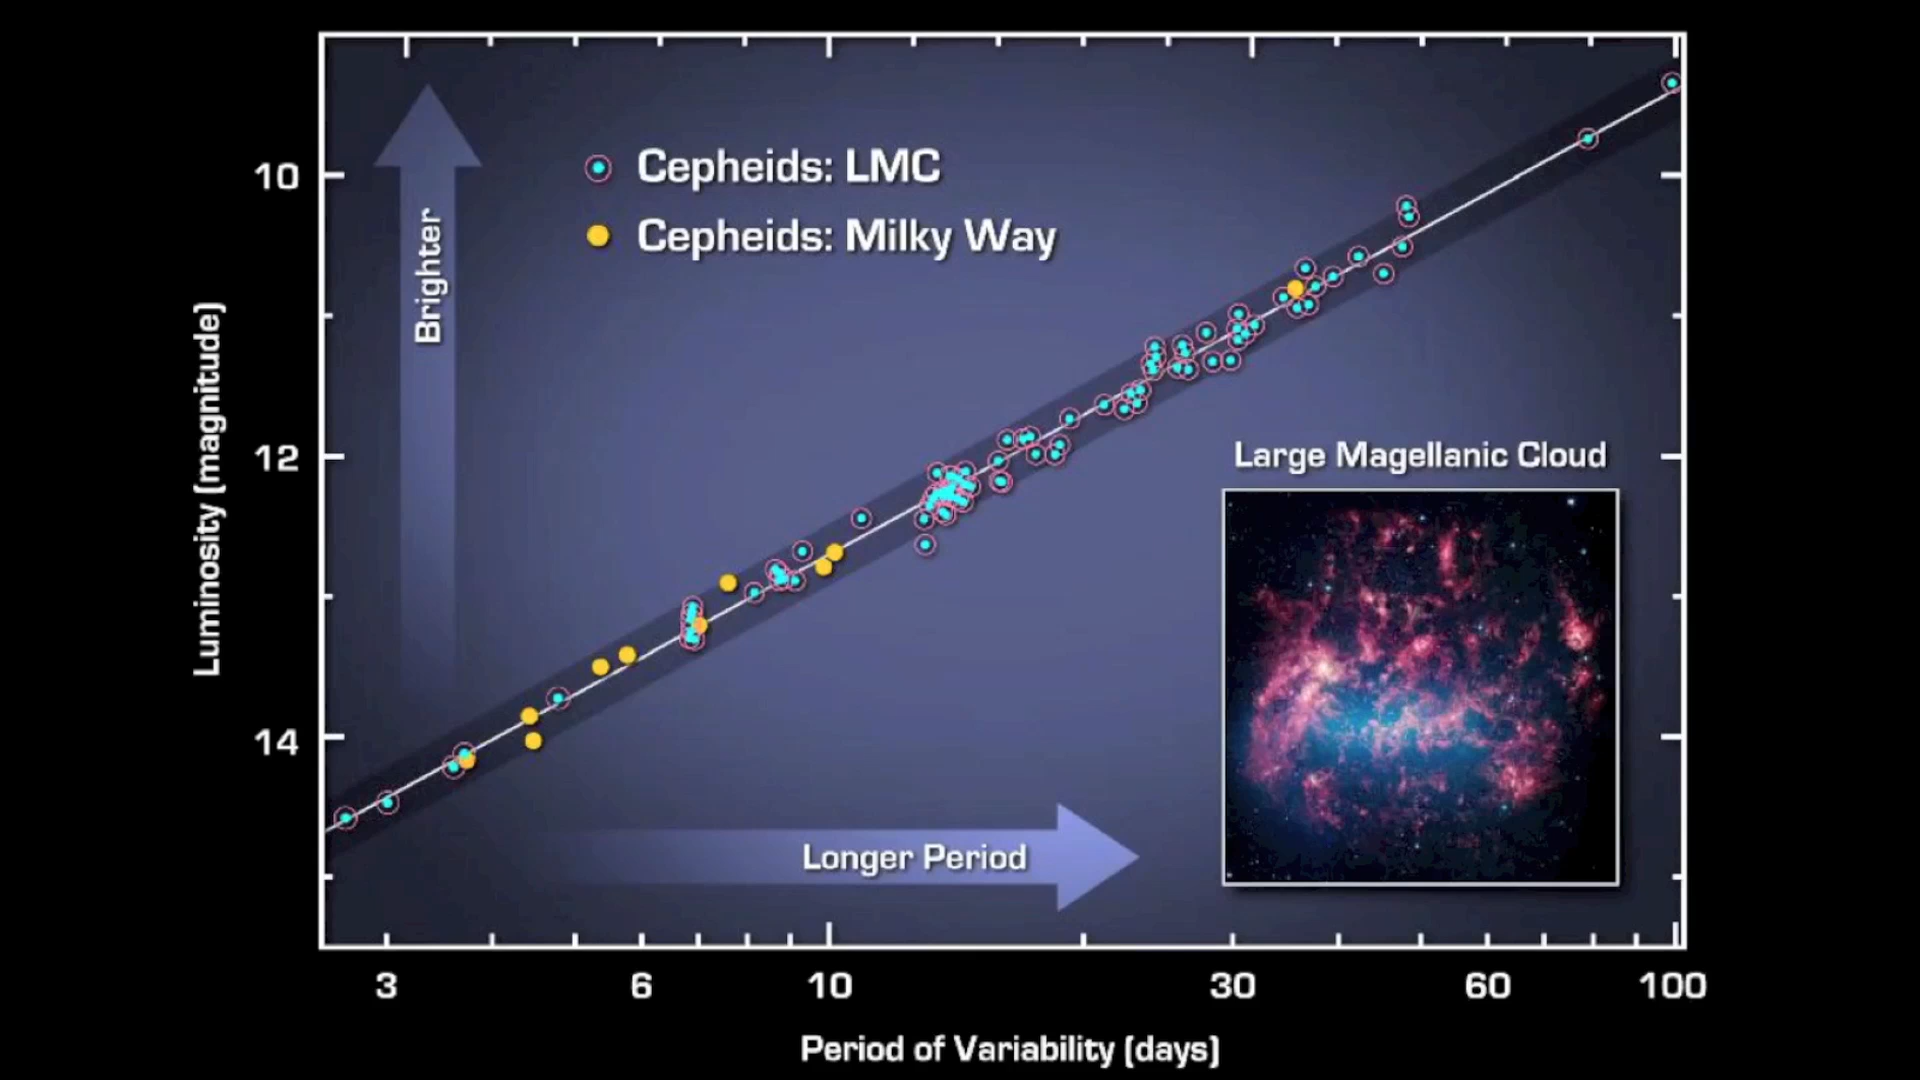 Cepheids: LMC
Cepheids: Milky Way
Brighter
Luminosity (magnitude)
10
12
14
Large Magellanic Cloud
Longer Period
3
6
10
30
60
100
Period of Variability (days)